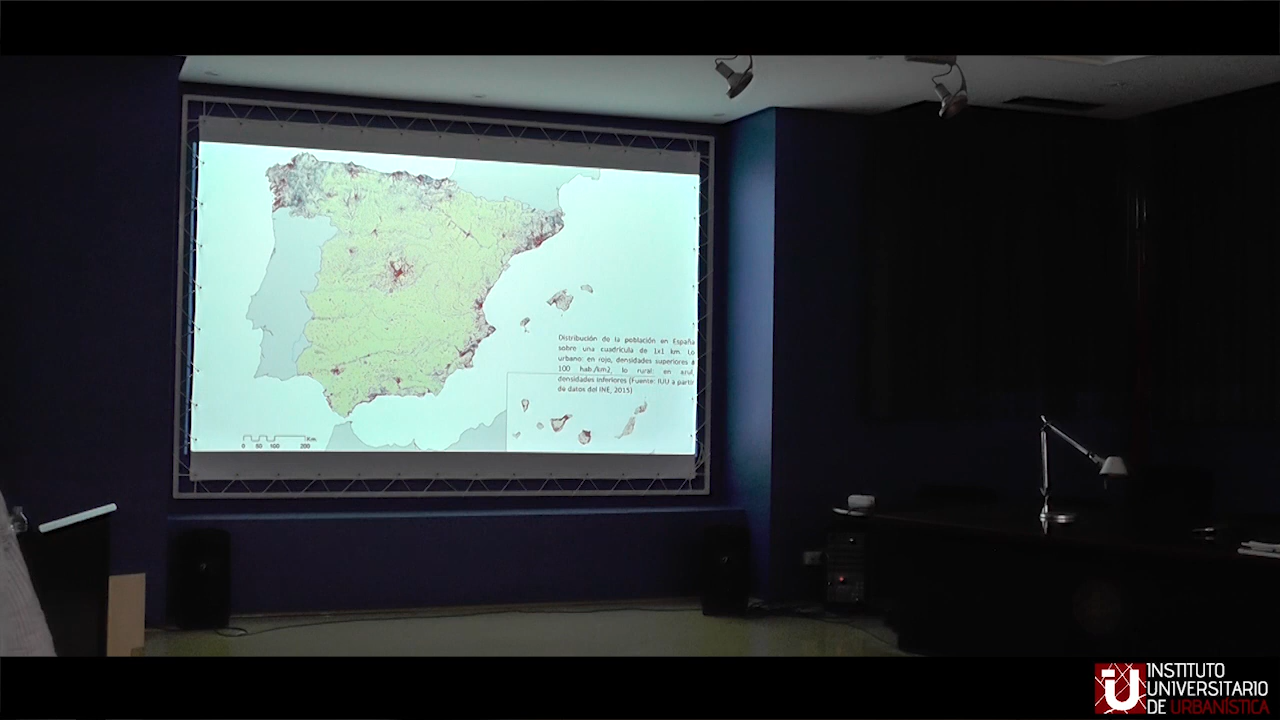 Distribución de la población en España
sobre una cuadrícula de 1x1 km. Lo
urbano: en rojo, densidades superiores a
100 hab./km2, lo rural: en azul,
densidades inferiores (Fuente: IUU a partir
de datos del INE, 2015)
Km.
0 50 100 200
IU INSTITUTO
UNIVERSITARIO
DE URBANÍSTICA